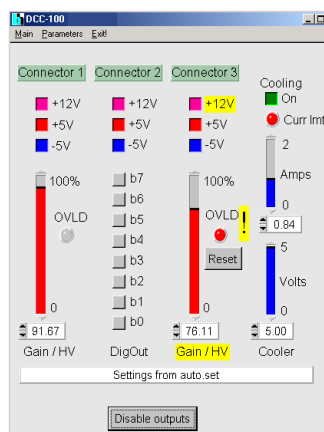 DCC-100
Main Parameters Exit!
Connector 1 Connector 2 Connector 3
Cooling
+12V +12V +12V On
+5V +5V +5V Curr lmt
-5V -5V -5V
2
100% b7 100%
b6 Amps
OVLD b5 OVLD !
b4 0
b3 0.84
Reset
b2 5
b1 Volts
0 b0 0 0
91.67 76.11 5.00
Gain / HV DigOut Gain / HV Cooler
Settings from auto.set
Disable outputs